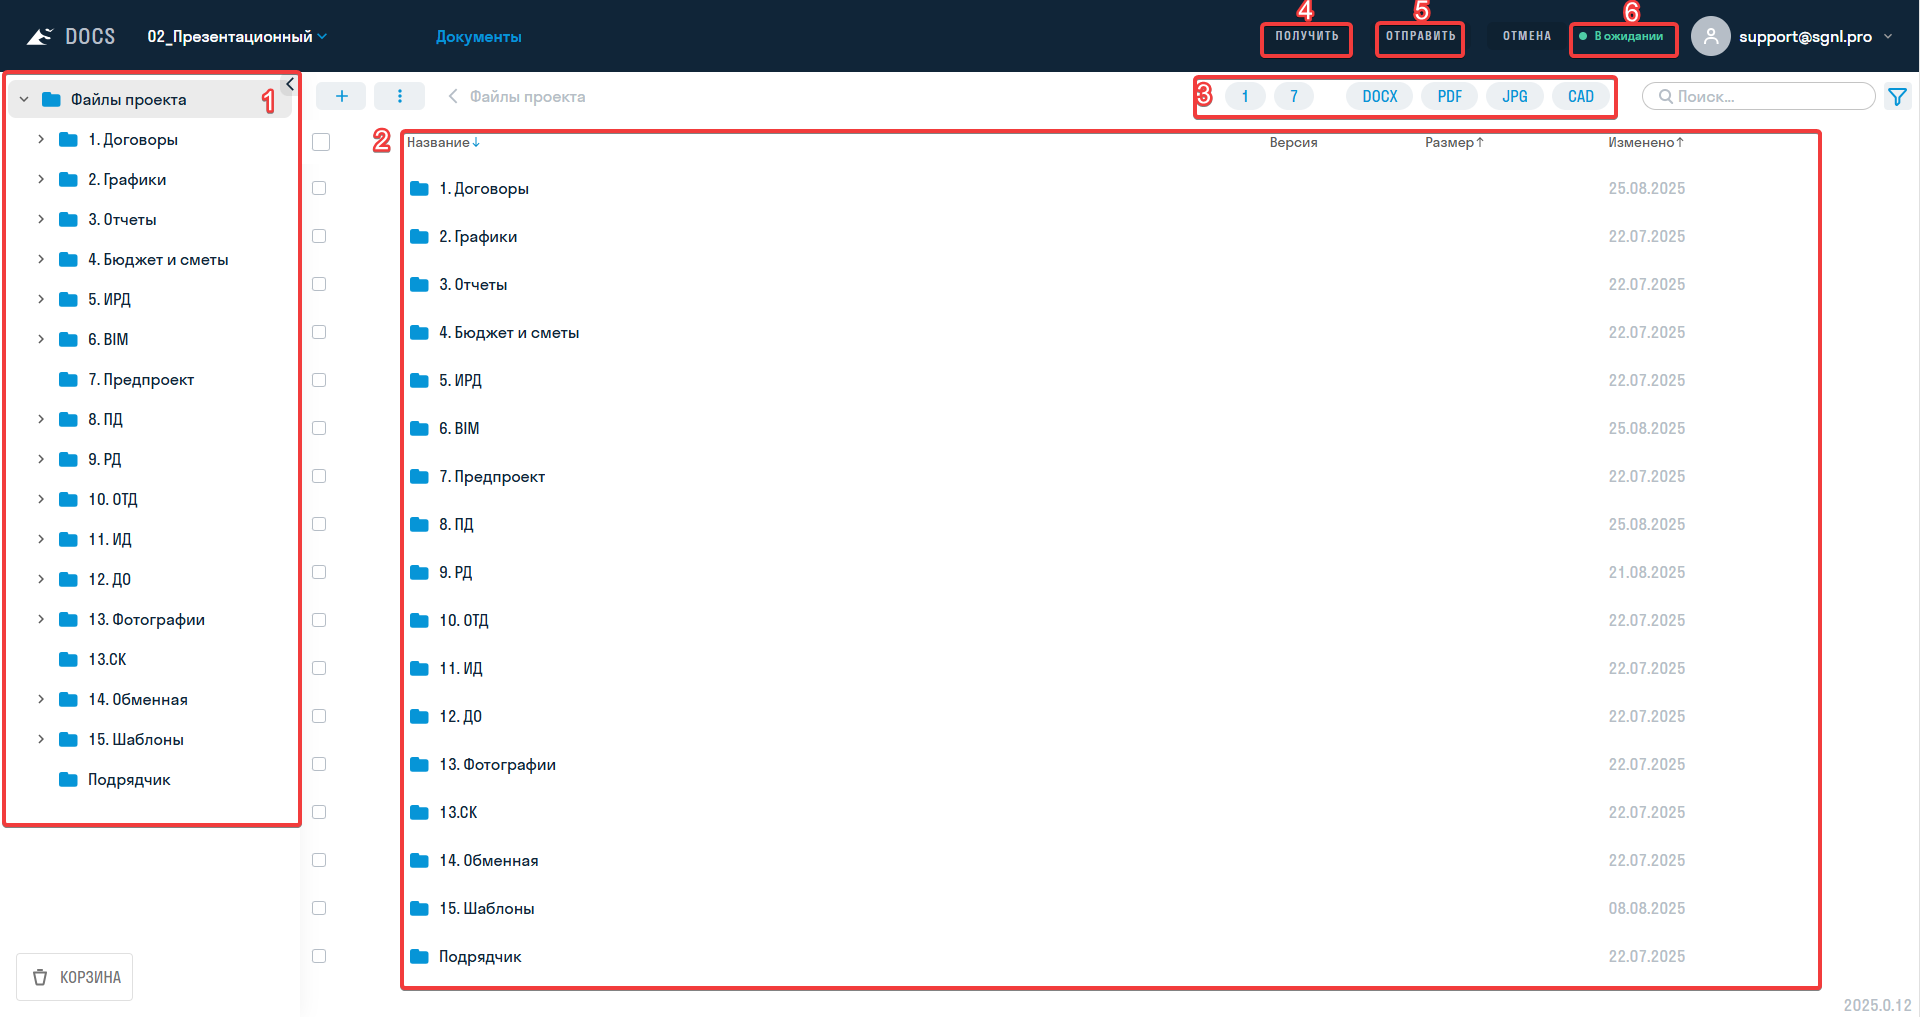 4 5 6
DOCS 02_Презентационный Документы ПОЛУЧИТЬ ОТПРАВИТЬ ОТМЕНА В ожидании support@sgnl.pro
Файлы проекта 1
1. Договоры
2. Графики
3. Отчеты
4. Бюджет и сметы
5. ИРД
6. BIM
7. Предпроект
8. ПД
9. РД
10. ОТД
11. ИД
12. ДО
13. Фотографии
13.СК
14. Обменная
15. Шаблоны
Подрядчик
КОРЗИНА
Файлы проекта 3 1 7 DOCX PDF JPG CAD Поиск...
2 Название↓ Версия Размер↑ Изменено↑
1. Договоры 25.08.2025
2. Графики 22.07.2025
3. Отчеты 22.07.2025
4. Бюджет и сметы 22.07.2025
5. ИРД 22.07.2025
6. BIM 25.08.2025
7. Предпроект 22.07.2025
8. ПД 25.08.2025
9. РД 21.08.2025
10. ОТД 22.07.2025
11. ИД 22.07.2025
12. ДО 22.07.2025
13. Фотографии 22.07.2025
13.СК 22.07.2025
14. Обменная 22.07.2025
15. Шаблоны 08.08.2025
Подрядчик 22.07.2025
2025.0.12